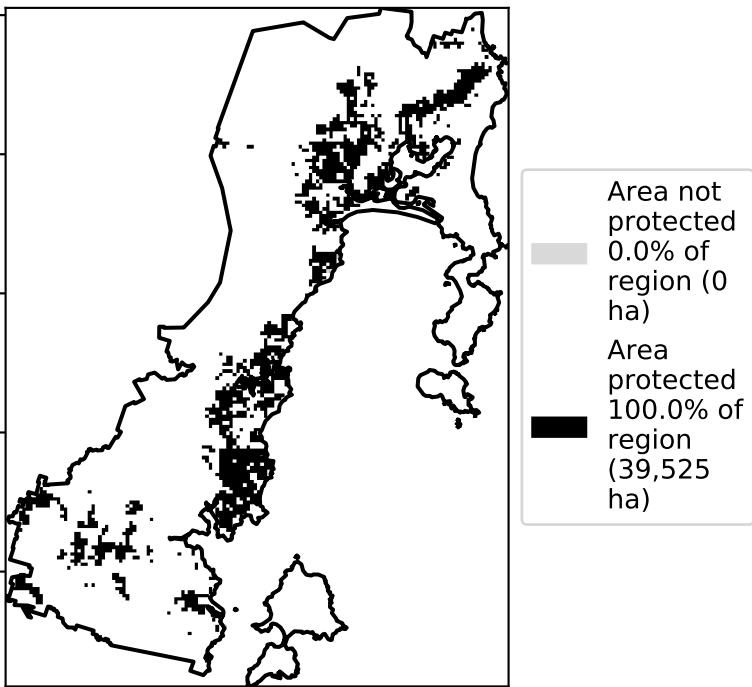 Area not
protected
0.0% of
region (0
ha)
Area
protected
100.0% of
region
(39,525
ha)